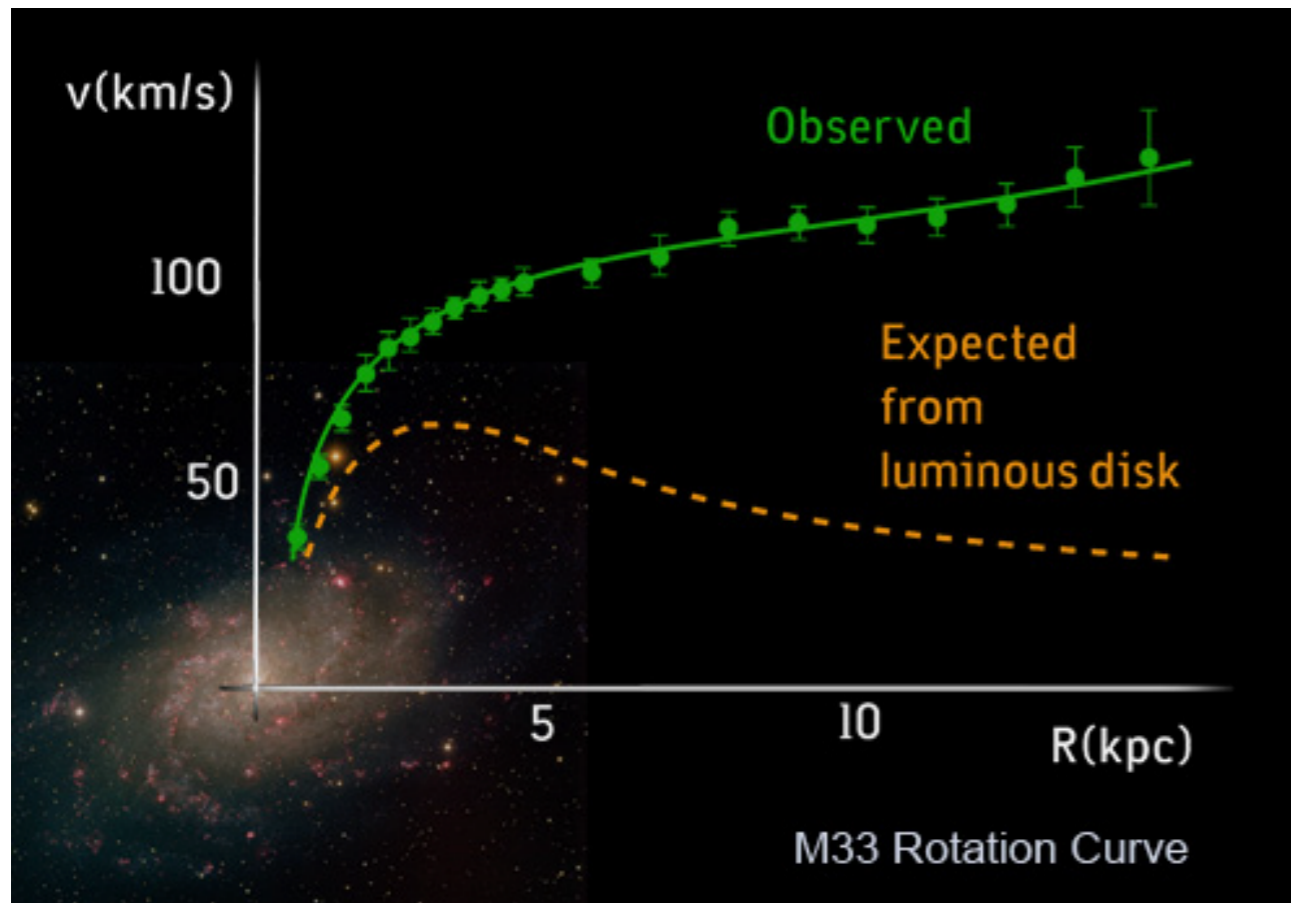 v(km/s)
Observed
100
Expected
from
luminous disk
50
5
10
R(kpc)
M33 Rotation Curve